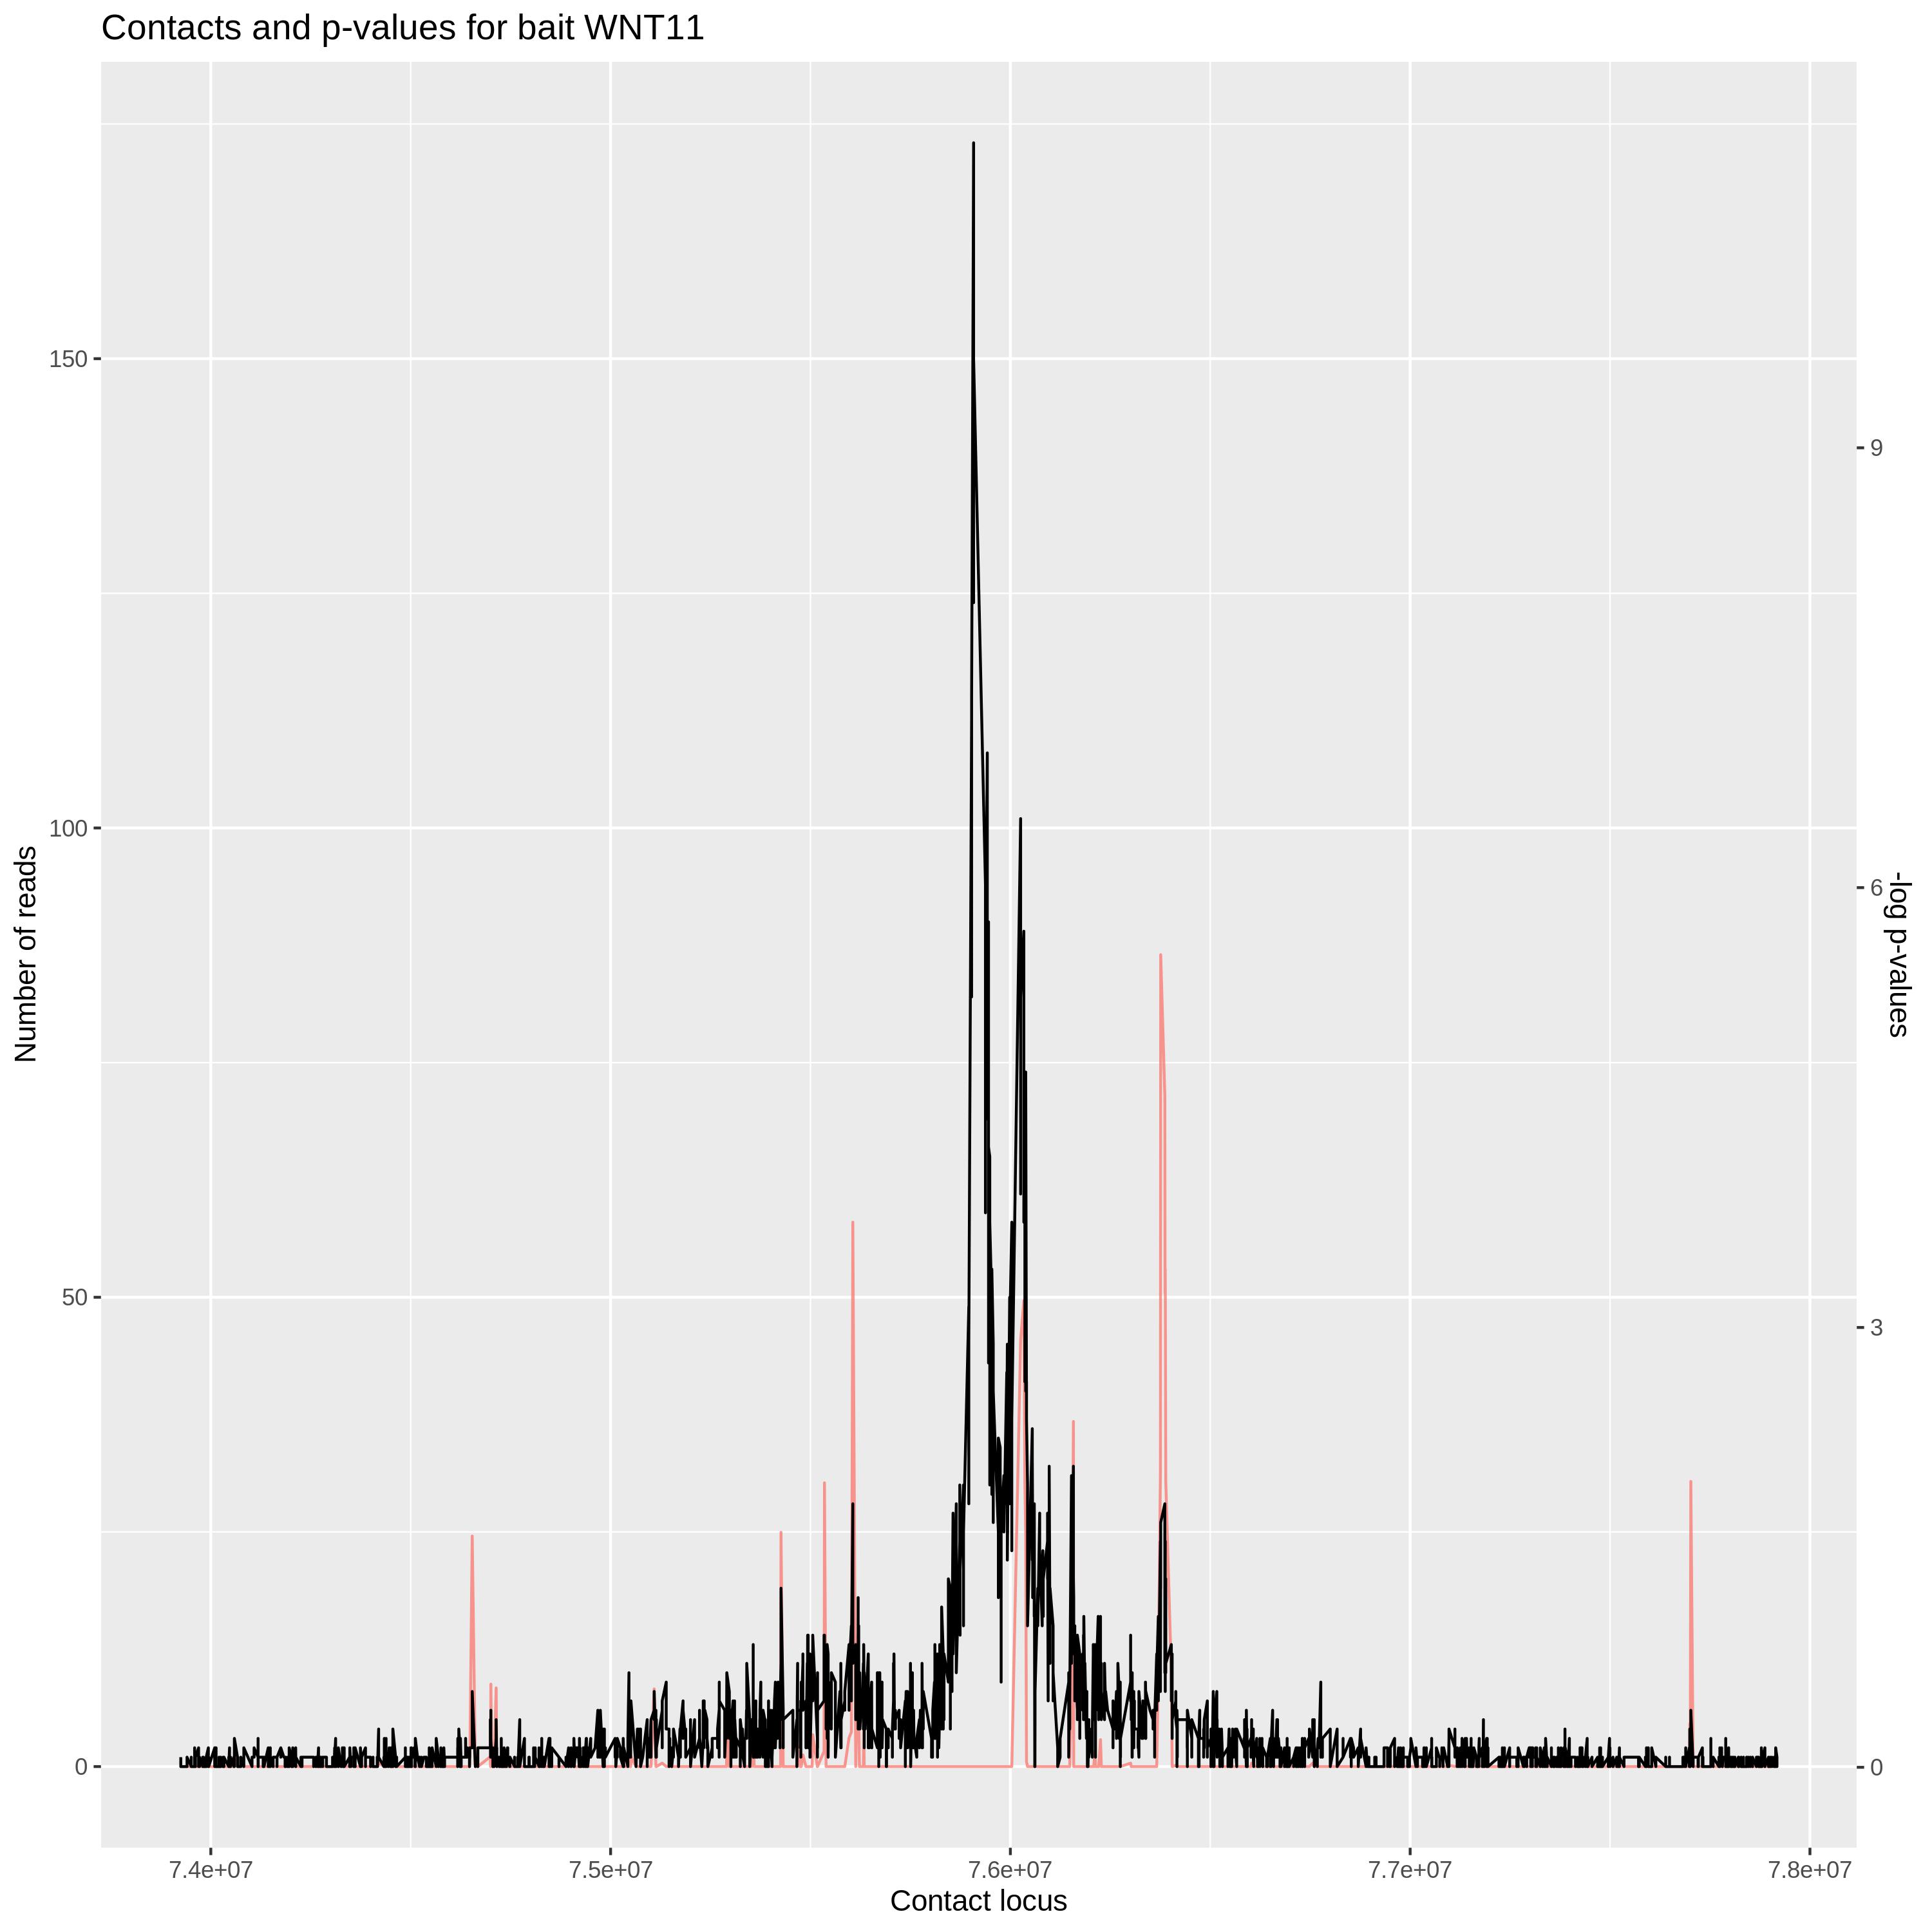 Contacts and p-values for bait WNT11
150
100
50
0
Number of reads
9
6
3
0
-log p-values
7.4e+07
7.5e+07
7.6e+07
7.7e+07
7.8e+07
Contact locus